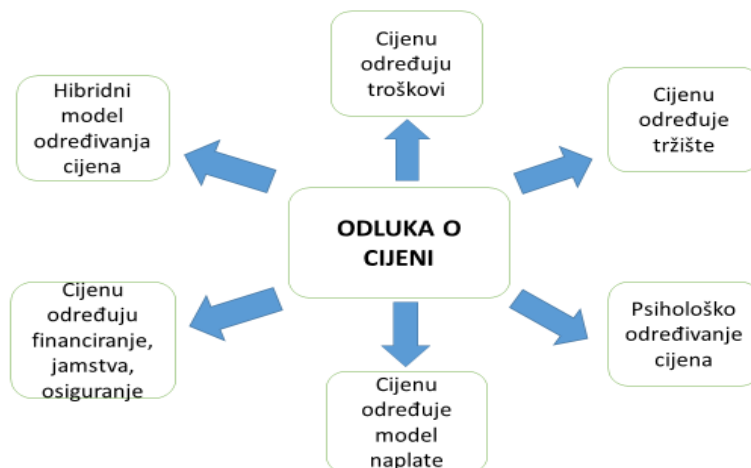 Cijenu
određuju
troškovi
Hibridni
model
određivanja
cijena
Cijenu
određuje
tržište
ODLUKA O
CIJENI
Cijenu
određuju
financiranje,
jamstva,
osiguranje
Psihološko
određivanje
cijena
Cijenu
određuje
model
naplate